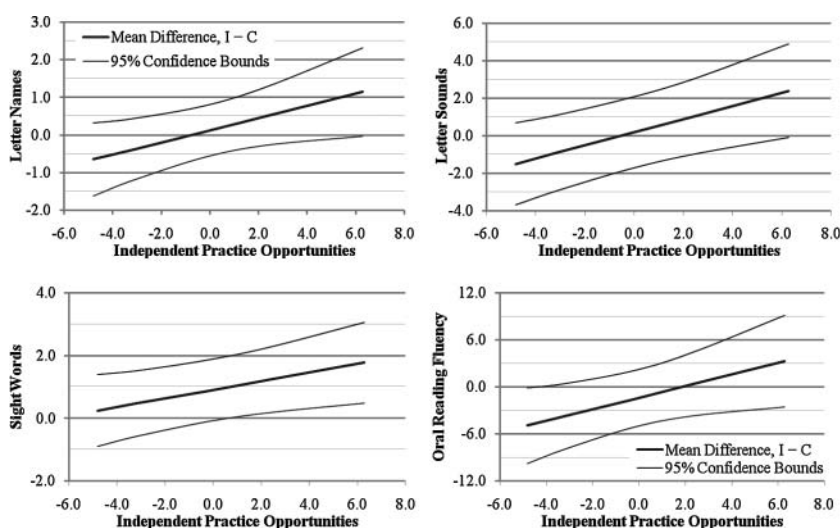 3.0
2.0
1.0
0.0
-1.0
-2.0
Letter Names
Mean Difference, I − C
95% Confidence Bounds
-6.0 -4.0 -2.0 0.0 2.0 4.0 6.0 8.0
Independent Practice Opportunities
6.0
4.0
2.0
0.0
-2.0
-4.0
Letter Sounds
-6.0 -4.0 -2.0 0.0 2.0 4.0 6.0 8.0
Independent Practice Opportunities
4.0
2.0
0.0
-2.0
Sight Words
-6.0 -4.0 -2.0 0.0 2.0 4.0 6.0 8.0
Independent Practice Opportunities
12.0
6.0
0.0
-6.0
-12.0
Oral Reading Fluency
Mean Difference, I − C
95% Confidence Bounds
-6.0 -4.0 -2.0 0.0 2.0 4.0 6.0 8.0
Independent Practice Opportunities